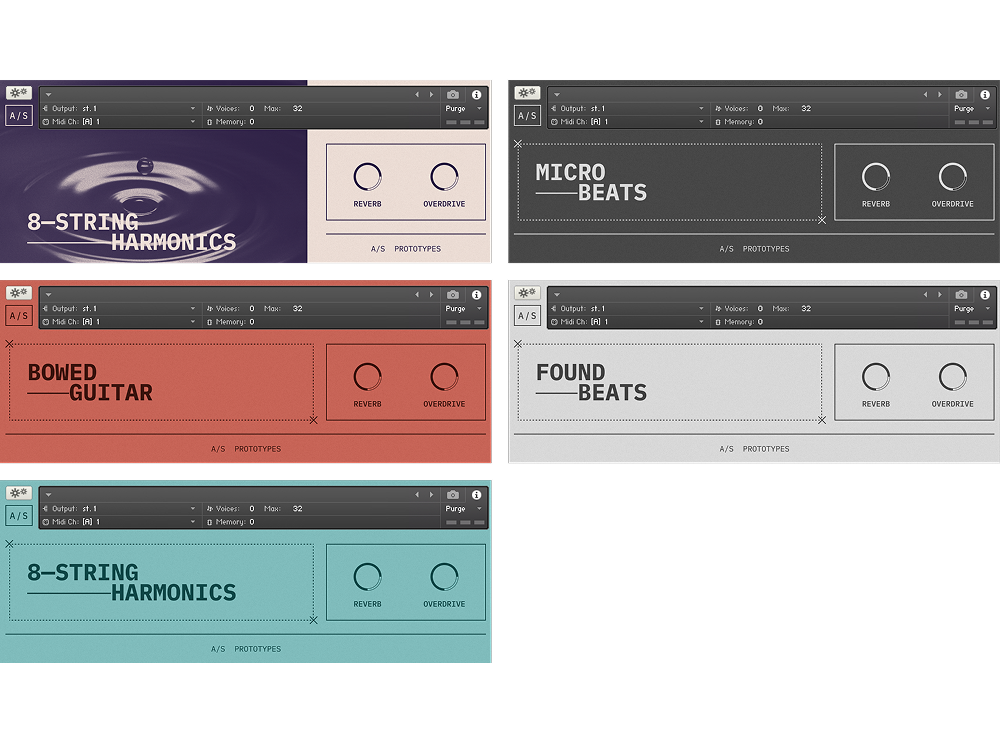 Output: st.1 Voices: 0 Max: 32 Purge
A/S Midi Ch: [A] 1 Memory: 0
8—STRING
HARMONICS
REVERB OVERDRIVE
A/S PROTOTYPES
Output: st.1 Voices: 0 Max: 32 Purge
A/S Midi Ch: [A] 1 Memory: 0
MICRO
BEATS
REVERB OVERDRIVE
A/S PROTOTYPES
Output: st.1 Voices: 0 Max: 32 Purge
A/S Midi Ch: [A] 1 Memory: 0
BOWED
GUITAR
REVERB OVERDRIVE
A/S PROTOTYPES
Output: st.1 Voices: 0 Max: 32 Purge
A/S Midi Ch: [A] 1 Memory: 0
FOUND
BEATS
REVERB OVERDRIVE
A/S PROTOTYPES
Output: st.1 Voices: 0 Max: 32 Purge
A/S Midi Ch: [A] 1 Memory: 0
8—STRING
HARMONICS
REVERB OVERDRIVE
A/S PROTOTYPES